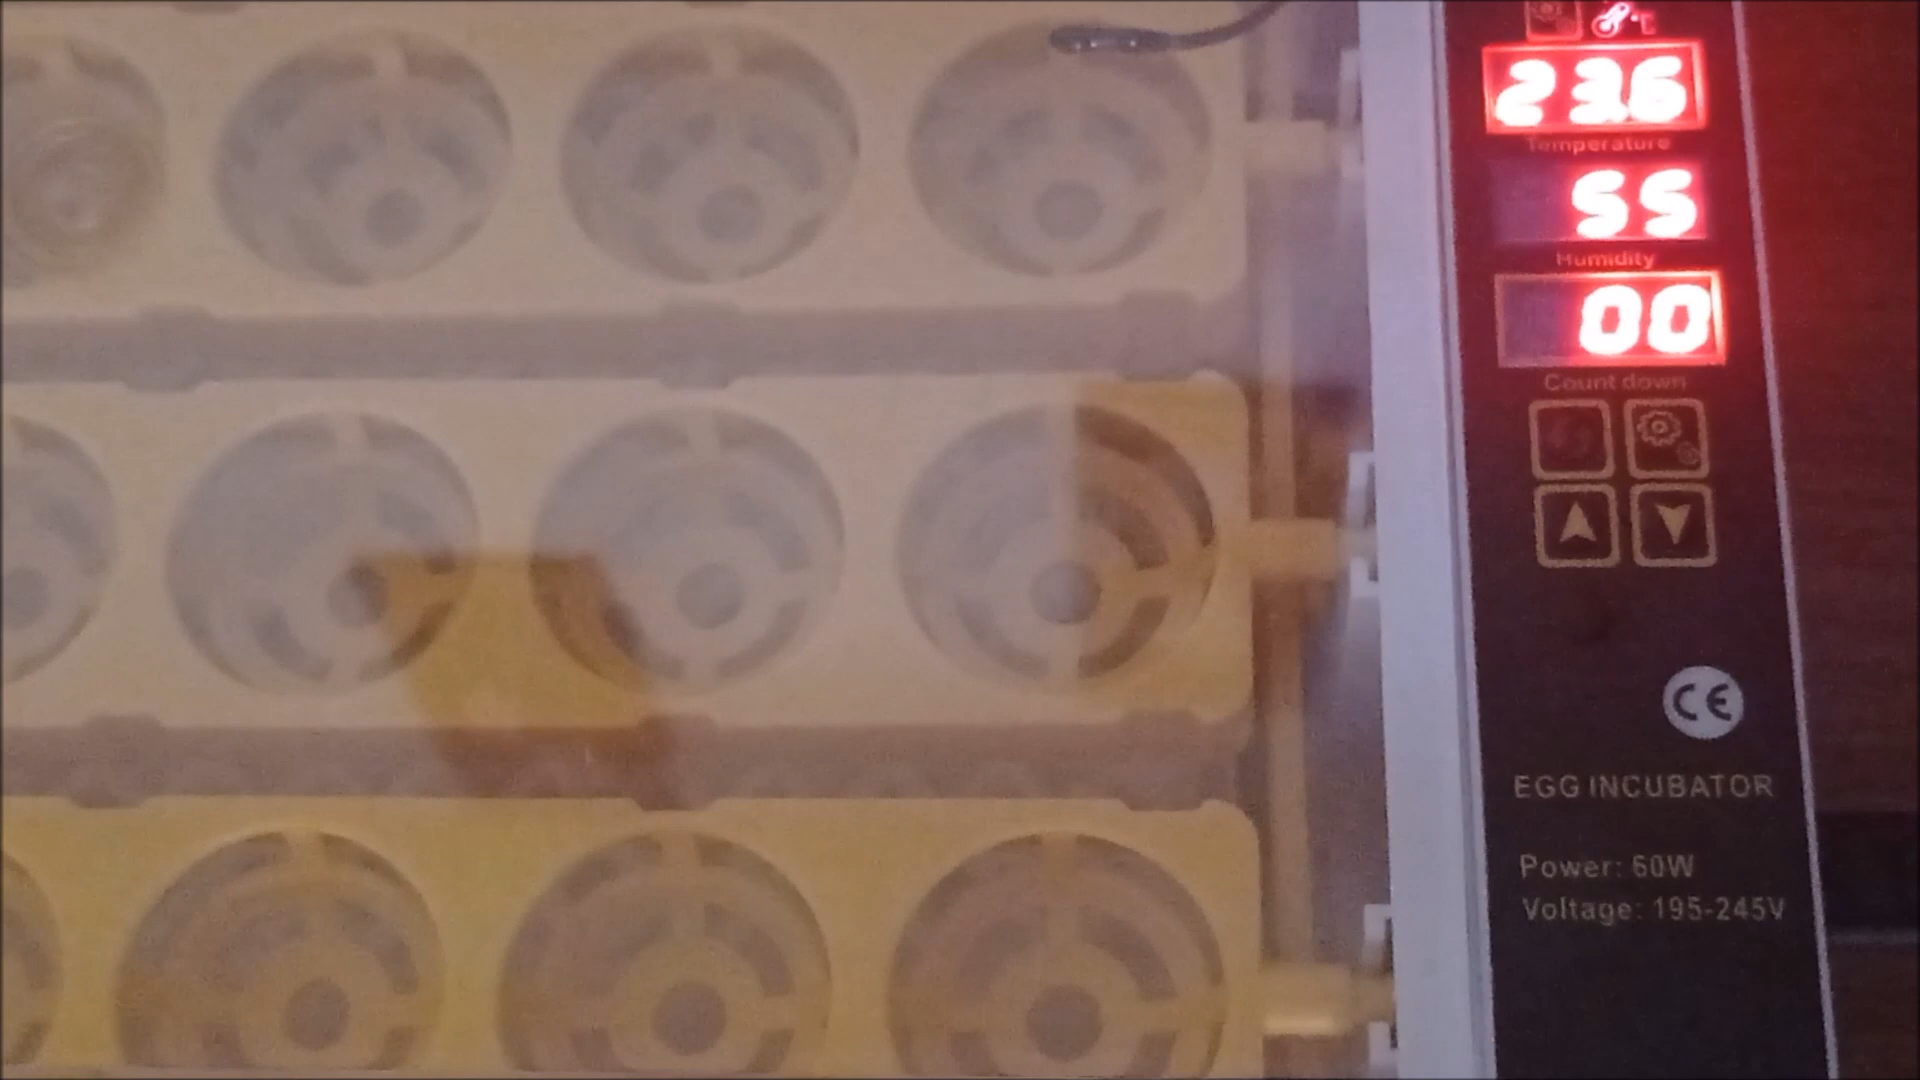 °C
23.6
Temperature
55
Humidity
00
Count down
CE
EGG INCUBATOR
Power: 60W
Voltage: 195-245V